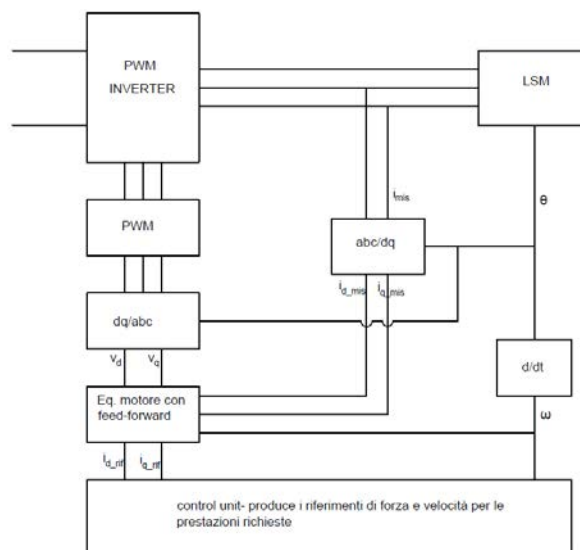 PWM
INVERTER
LSM
i_mis
θ
PWM
abc/dq
i_d_mis
i_q_mis
dq/abc
v_d
v_q
d/dt
Eq. motore con
feed-forward
ω
i_d_rif
i_q_rif
control unit- produce i riferimenti di forza e velocità per le
prestazioni richieste